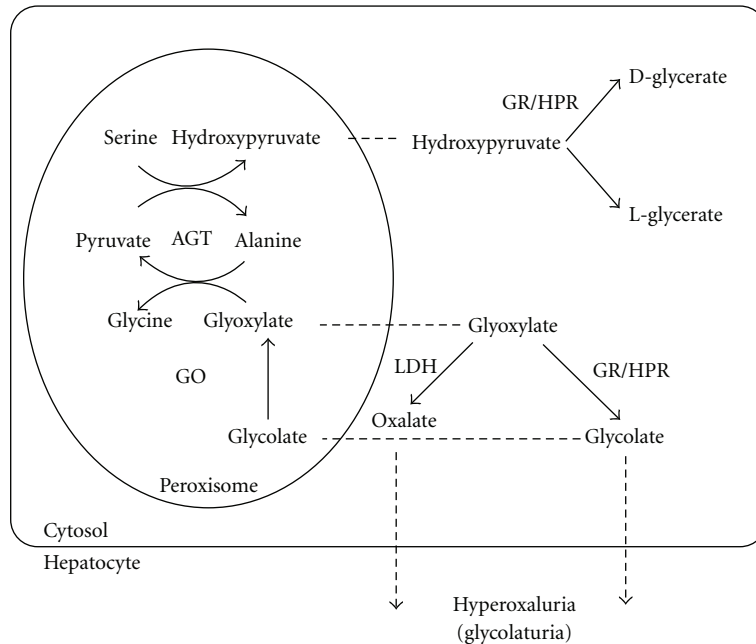 D-glycerate
GR/HPR
Serine Hydroxypyruvate
Hydroxypyruvate
L-glycerate
Pyruvate AGT Alanine
Glycine Glyoxylate
Glyoxylate
LDH
GR/HPR
GO
Oxalate
Glycolate
Glycolate
Peroxisome
Cytosol
Hepatocyte
Hyperoxaluria
(glycolaturia)